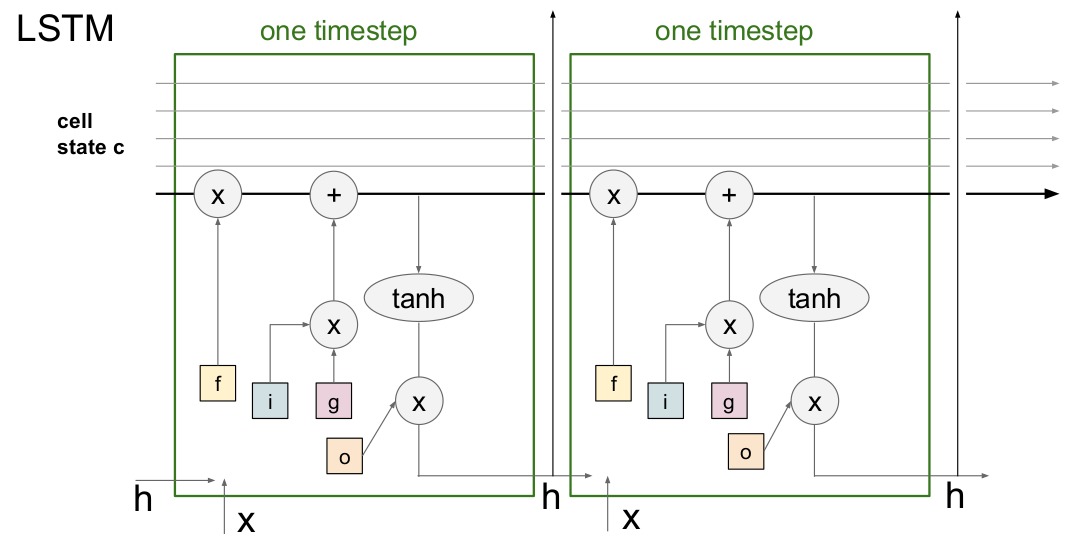 LSTM
one timestep
one timestep
cell
state c
x
+
x
+
tanh
tanh
x
x
f
i
g
x
f
i
g
x
o
o
h
x
h
x
h